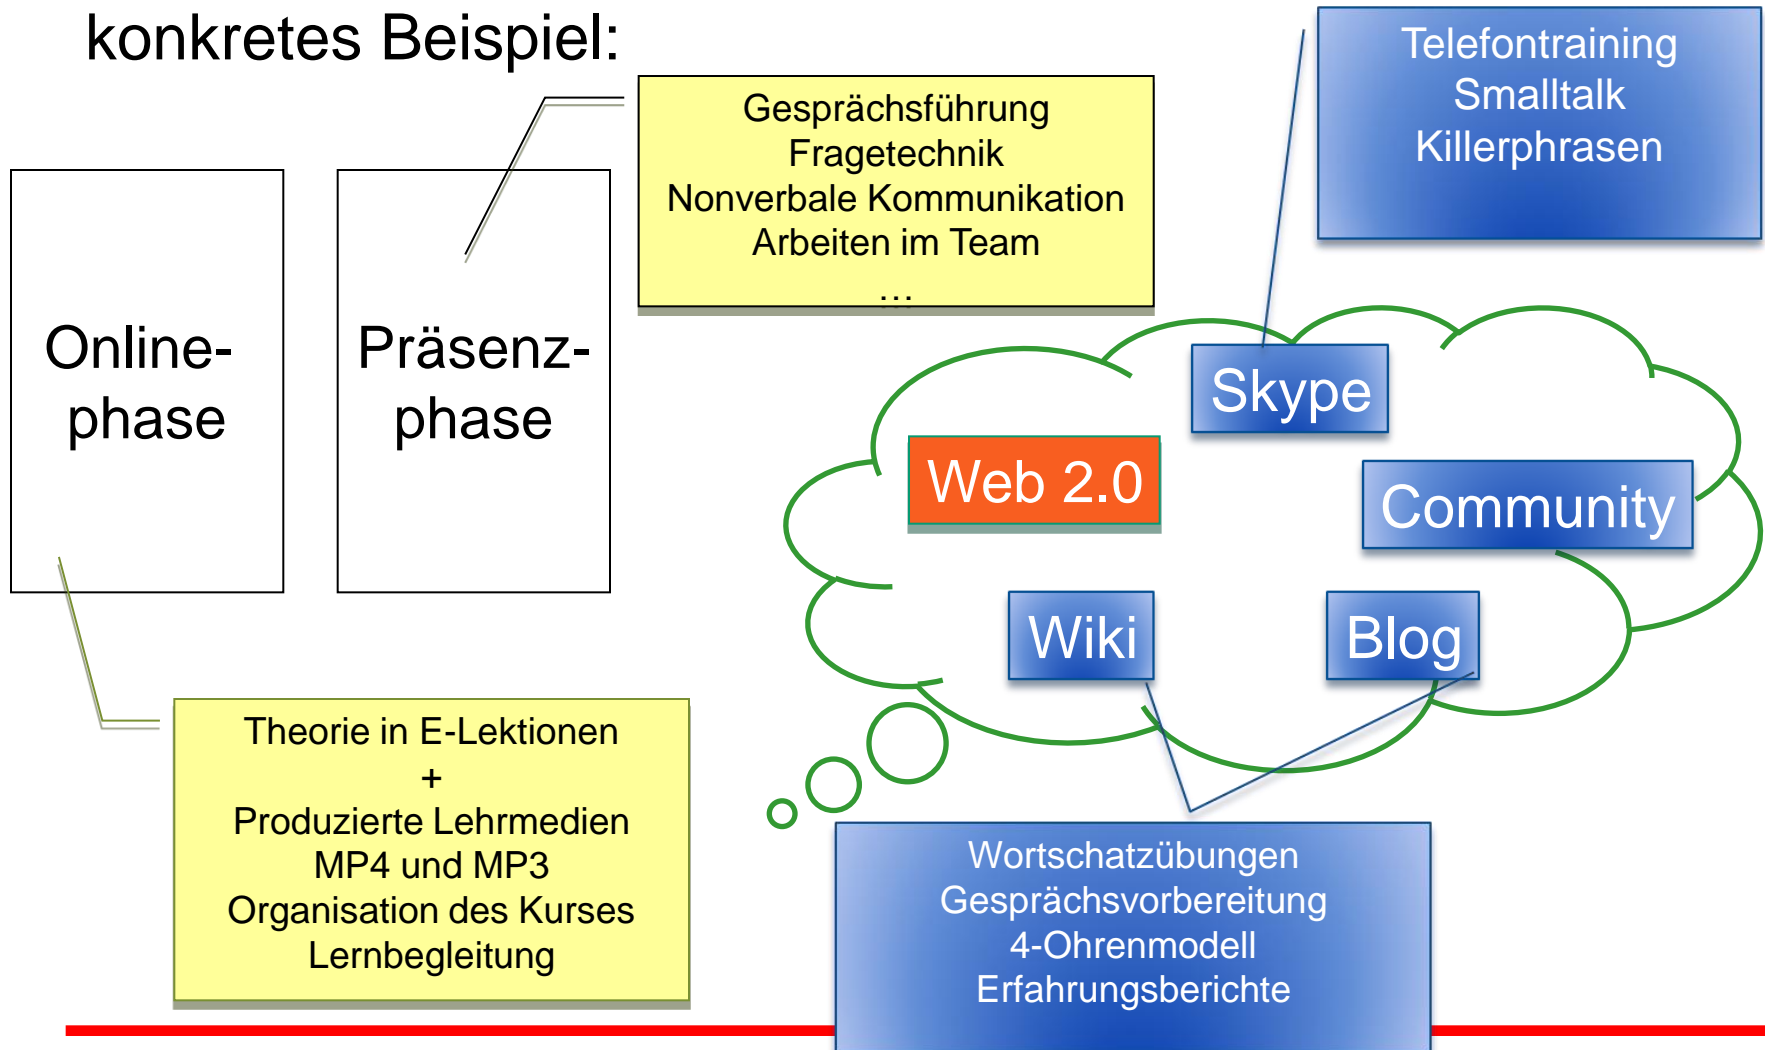 konkretes Beispiel:
Telefontraining
Smalltalk
Killerphrasen
Gesprächsführung
Fragetechnik
Nonverbale Kommunikation
Arbeiten im Team
…
Online-
phase
Präsenz-
phase
Skype
Web 2.0
Community
Wiki
Blog
Theorie in E-Lektionen
+
Produzierte Lehrmedien
MP4 und MP3
Organisation des Kurses
Lernbegleitung
Wortschatzübungen
Gesprächsvorbereitung
4-Ohrenmodell
Erfahrungsberichte